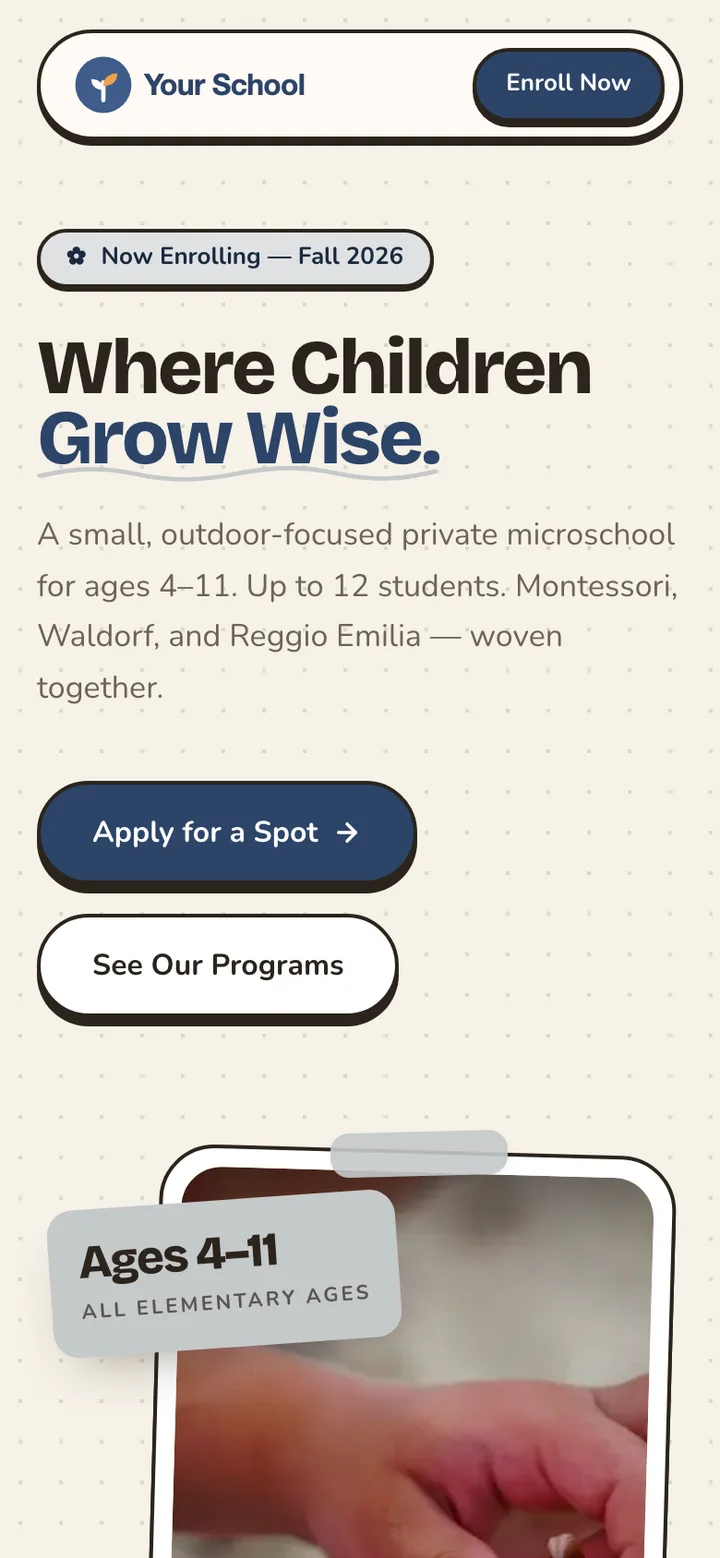 Your School
Enroll Now
✿ Now Enrolling — Fall 2026
Where Children
Grow Wise.
A small, outdoor-focused private microschool
for ages 4–11. Up to 12 students. Montessori,
Waldorf, and Reggio Emilia — woven
together.
Apply for a Spot →
See Our Programs
Ages 4–11
ALL ELEMENTARY AGES